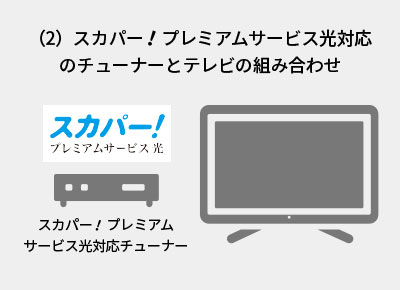 （2）スカパー！プレミアムサービス光対応
のチューナーとテレビの組み合わせ
スカパー！
プレミアムサービス 光
スカパー！プレミアム
サービス光対応チューナー